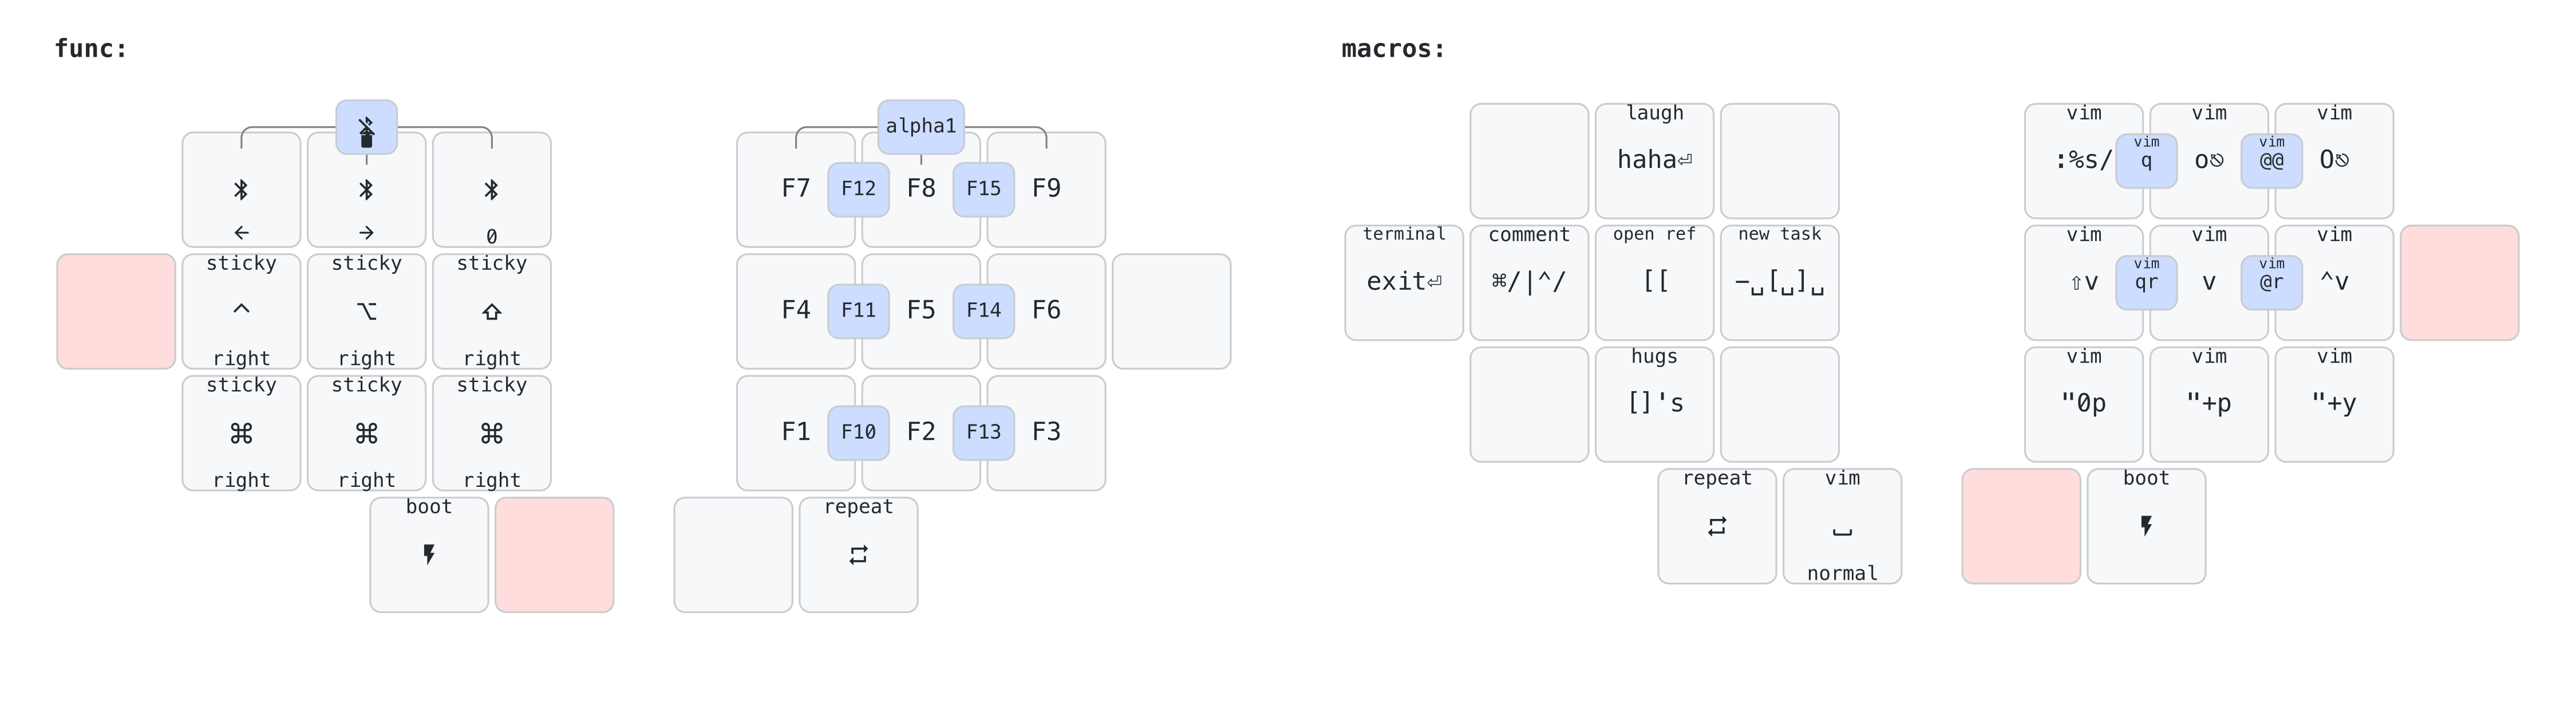 func:
macros:
alpha1
F7 F12 F8 F15 F9
← → 0
sticky sticky sticky
^ ⌥ ⇧
right right right
F4 F11 F5 F14 F6
sticky sticky sticky
⌘ ⌘ ⌘
right right right
F1 F10 F2 F13 F3
boot
repeat
laugh
haha⏎
terminal comment open ref new task
exit⏎ ⌘/|^/ [[ -␣[␣]␣
hugs
[]'s
repeat vim
␣
normal
vim vim vim
vim vim
:%s/ q o⎋ @@ O⎋
vim vim vim
vim vim
⇧v qr v @r ^v
vim vim vim
"0p "+p "+y
boot